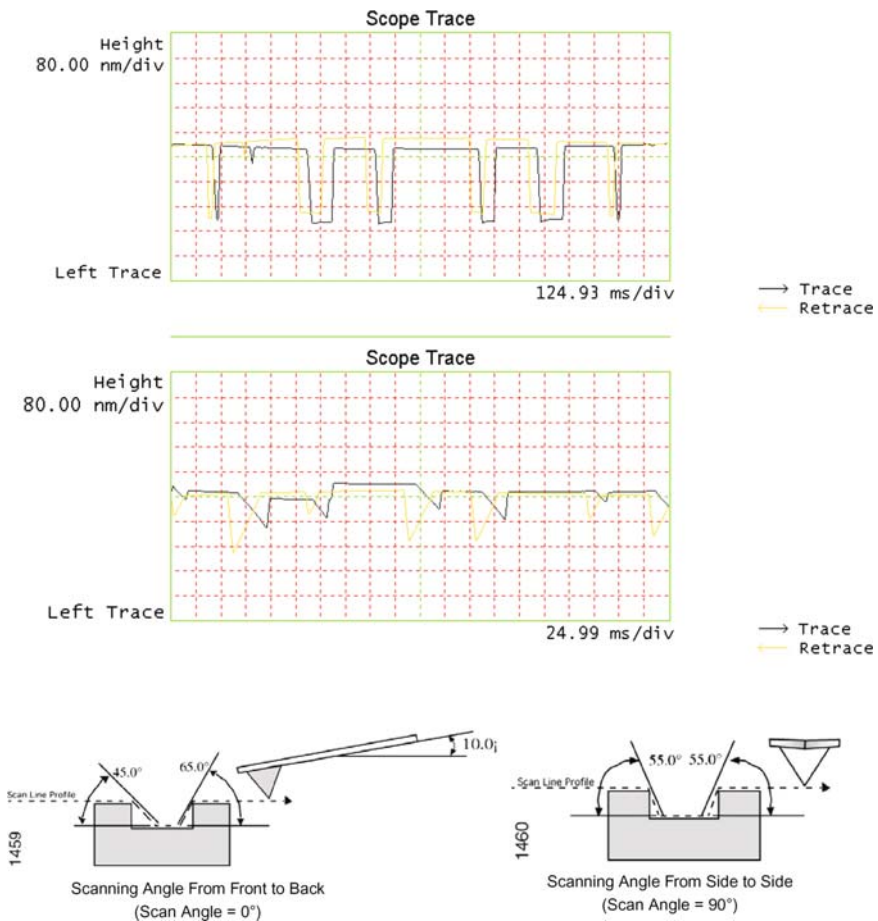 Scope Trace
Height
80.00 nm/div
Left Trace
124.93 ms/div
Trace
Retrace
Scope Trace
Height
80.00 nm/div
Left Trace
24.99 ms/div
Trace
Retrace
45.0°
65.0°
10.0¡
Scan Line Profile
1459
Scanning Angle From Front to Back
(Scan Angle = 0°)
55.0°
55.0°
Scan Line Profile
1460
Scanning Angle From Side to Side
(Scan Angle = 90°)